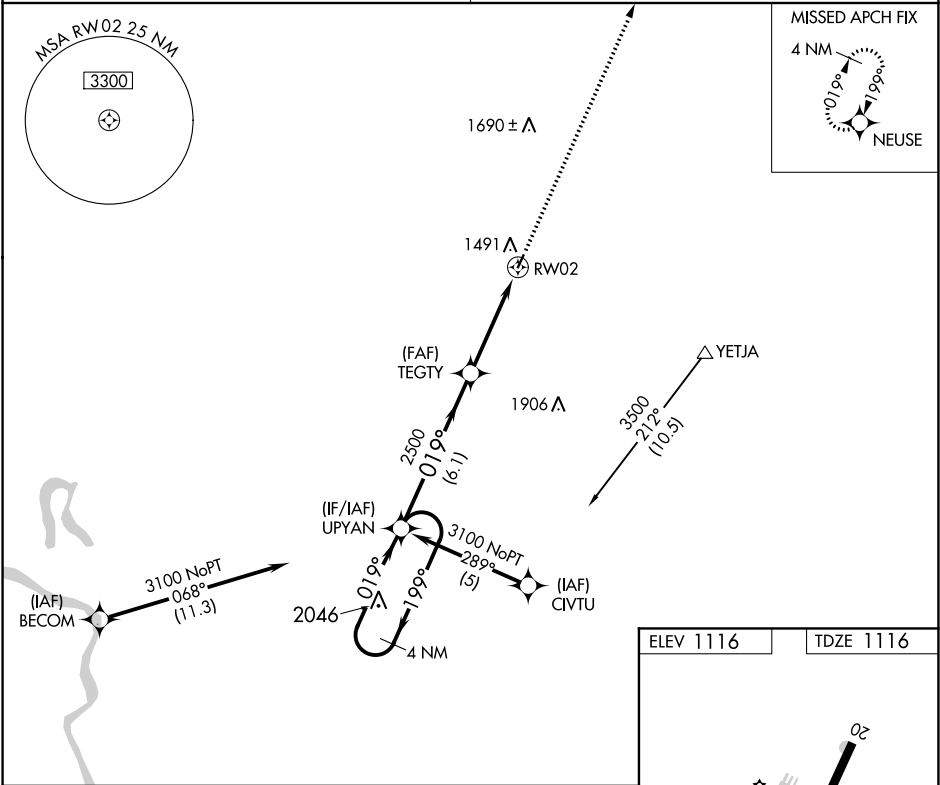 MSA RW02 25 NM
3300
MISSED APCH FIX
4 NM
019°
199°
NEUSE
1690 ±
1491
RW02
(FAF)
TEGTY
YETJA
1906
3500
212°
(10.5)
2500
019°
(6.1)
(IF/IAF)
UPYAN
3100 NoPT
289°
(5)
(IAF)
CIVTU
3100 NoPT
068°
(11.3)
(IAF)
BECOM
019°
199°
2046
4 NM
ELEV 1116
TDZE 1116
20